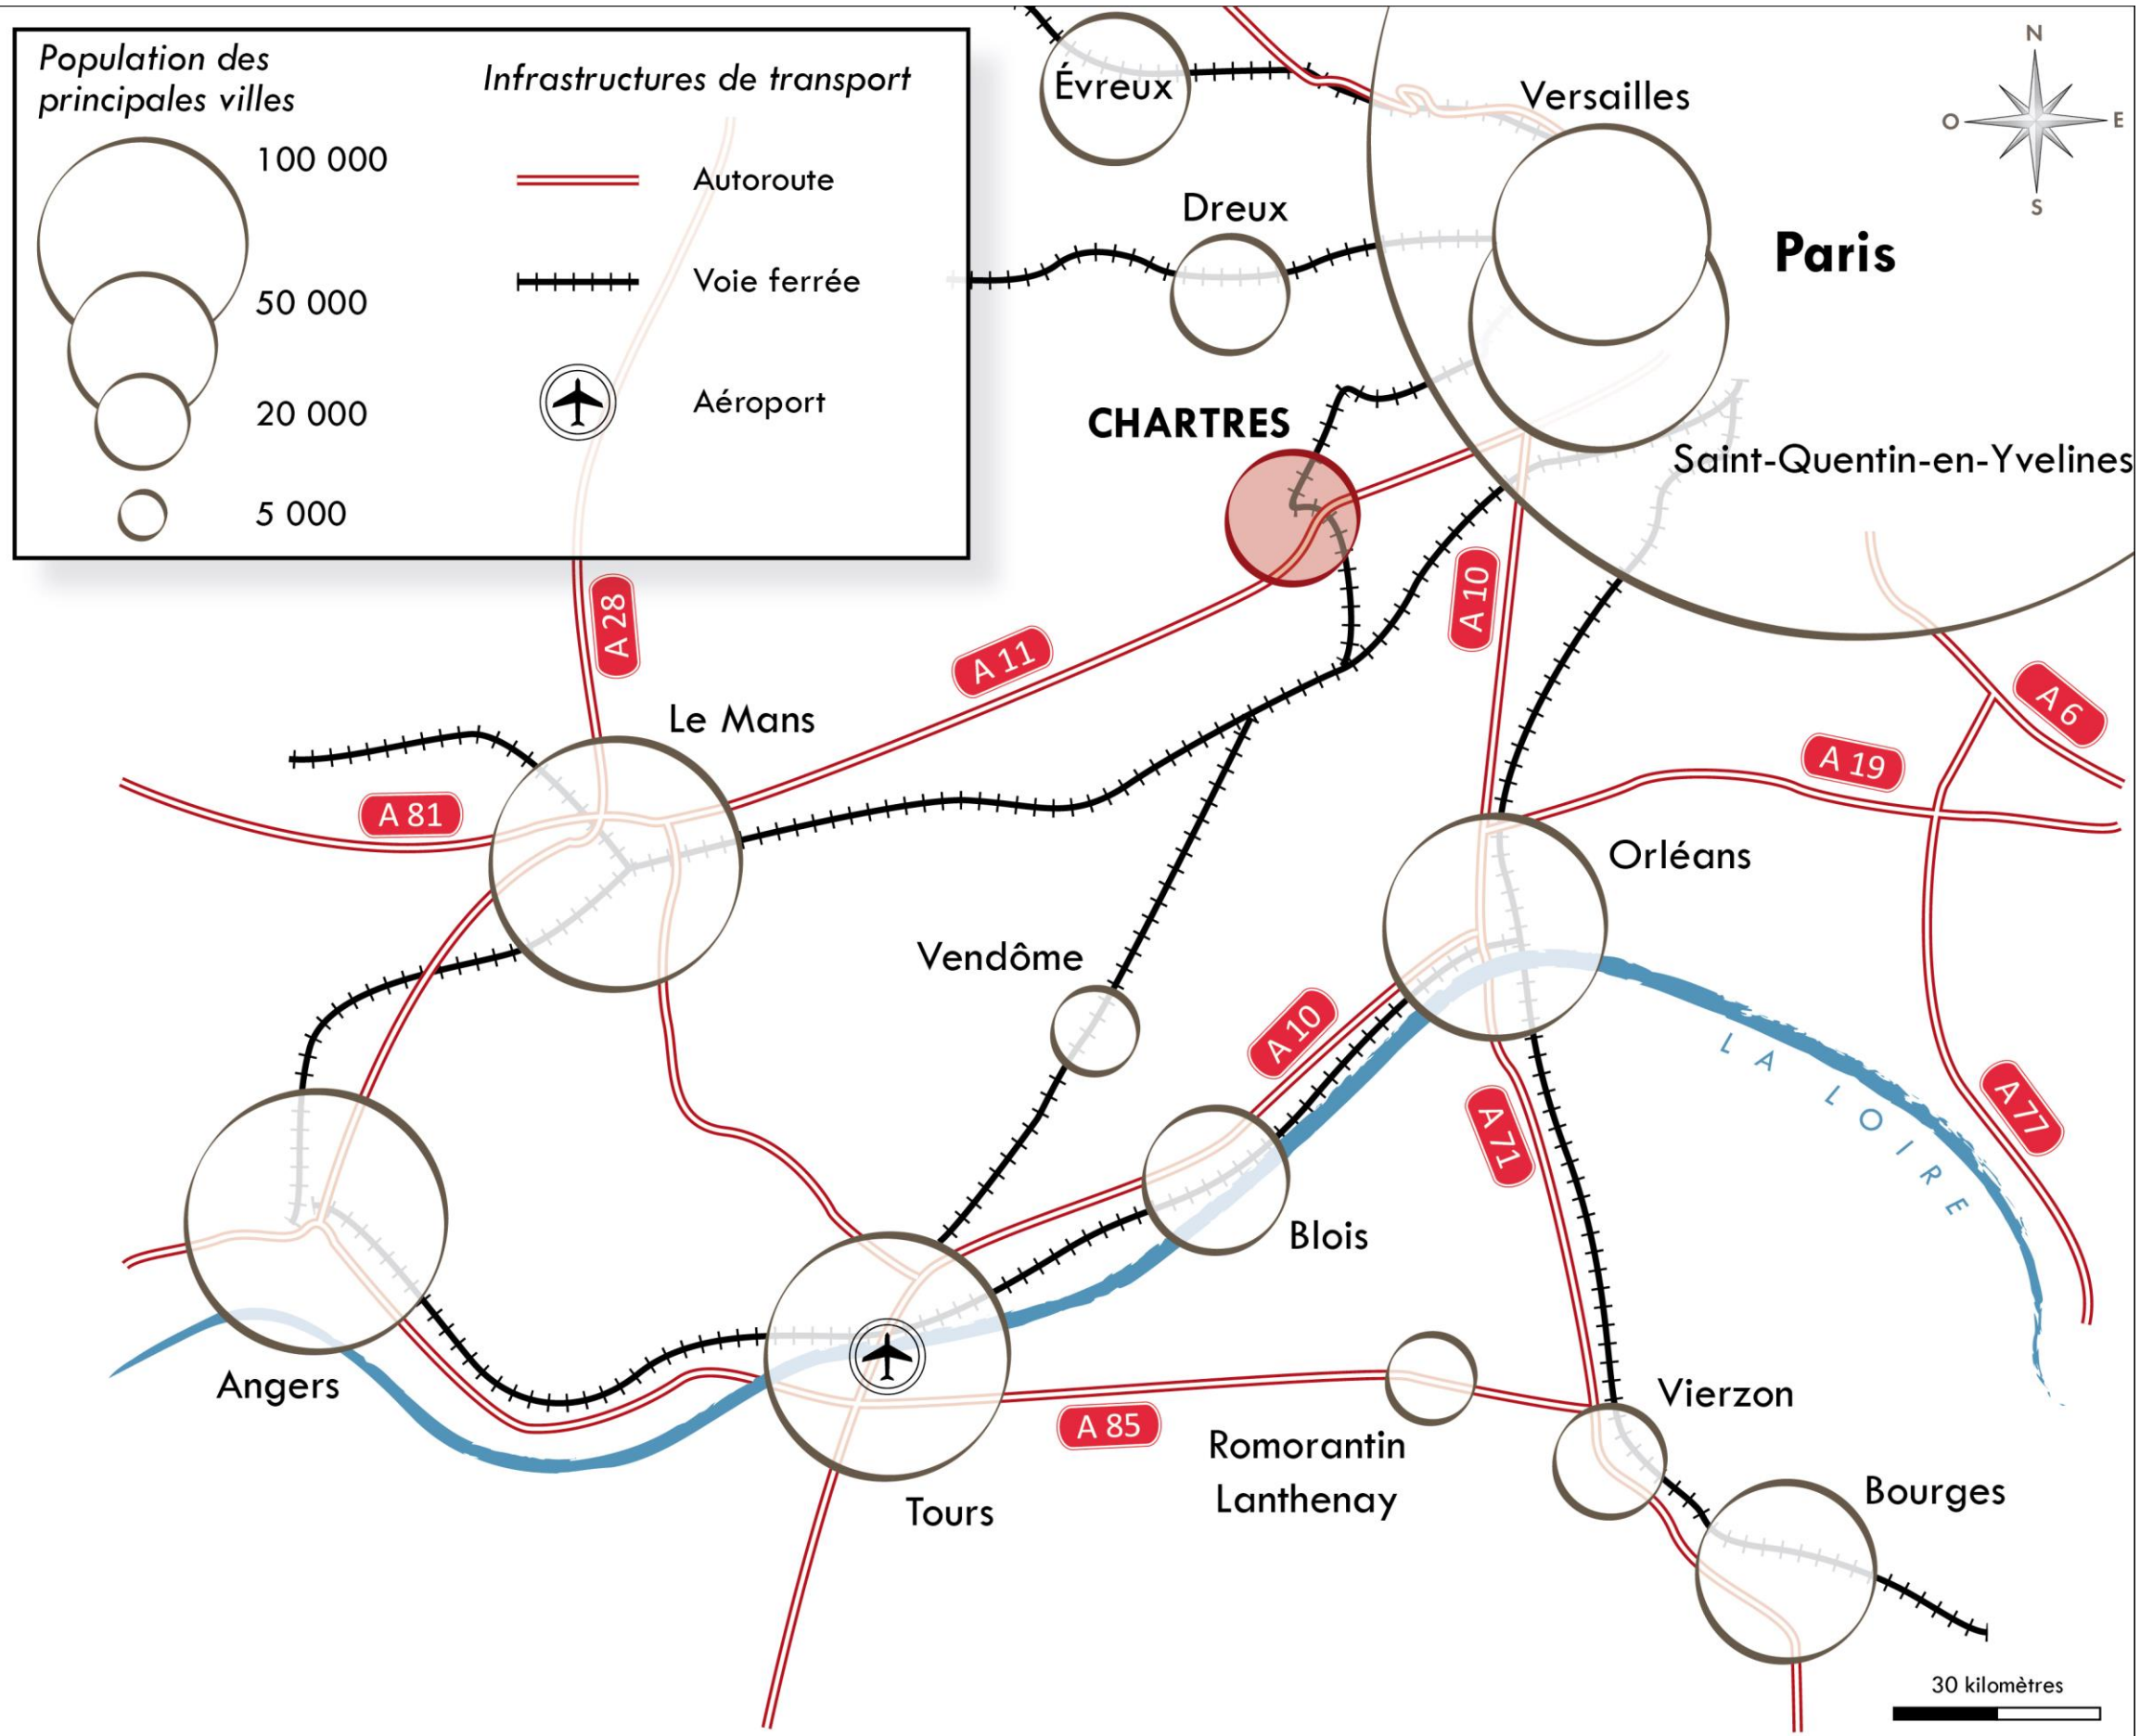 Population des
principales villes
100 000
50 000
20 000
5 000
Infrastructures de transport
Autoroute
Voie ferrée
Aéroport
N
O
E
S
Évreux
Versailles
Dreux
Paris
CHARTRES
Saint-Quentin-en-Yvelines
A 28
A 10
A 11
A 6
Le Mans
A 19
A 81
Orléans
Vendôme
A 10
LA LOIRE
A 71
A 77
Blois
Angers
Vierzon
A 85
Romorantin
Lanthenay
Tours
Bourges
30 kilomètres